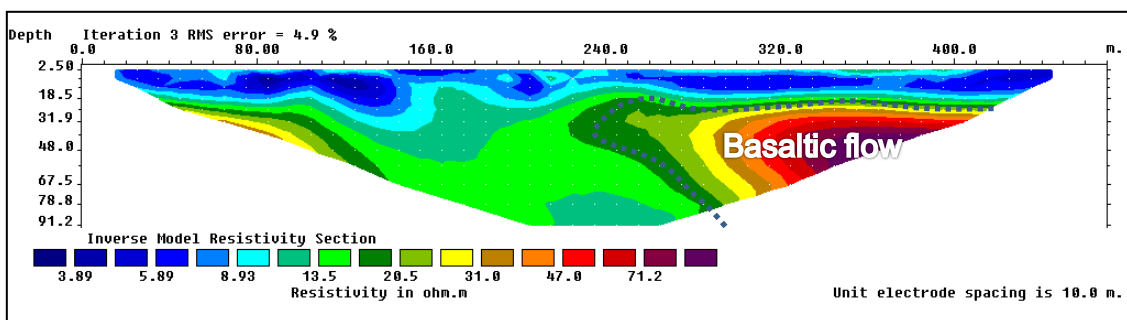 Depth Iteration 3 RMS error = 4.9 %
0.0 80.00 160.0 240.0 320.0 400.0 m.
2.50
18.5
31.9
48.0
67.5
78.8
91.2
Basaltic flow
Inverse Model Resistivity Section
3.89 5.89 8.93 13.5 20.5 31.0 47.0 71.2
Resistivity in ohm.m
Unit electrode spacing is 10.0 m.